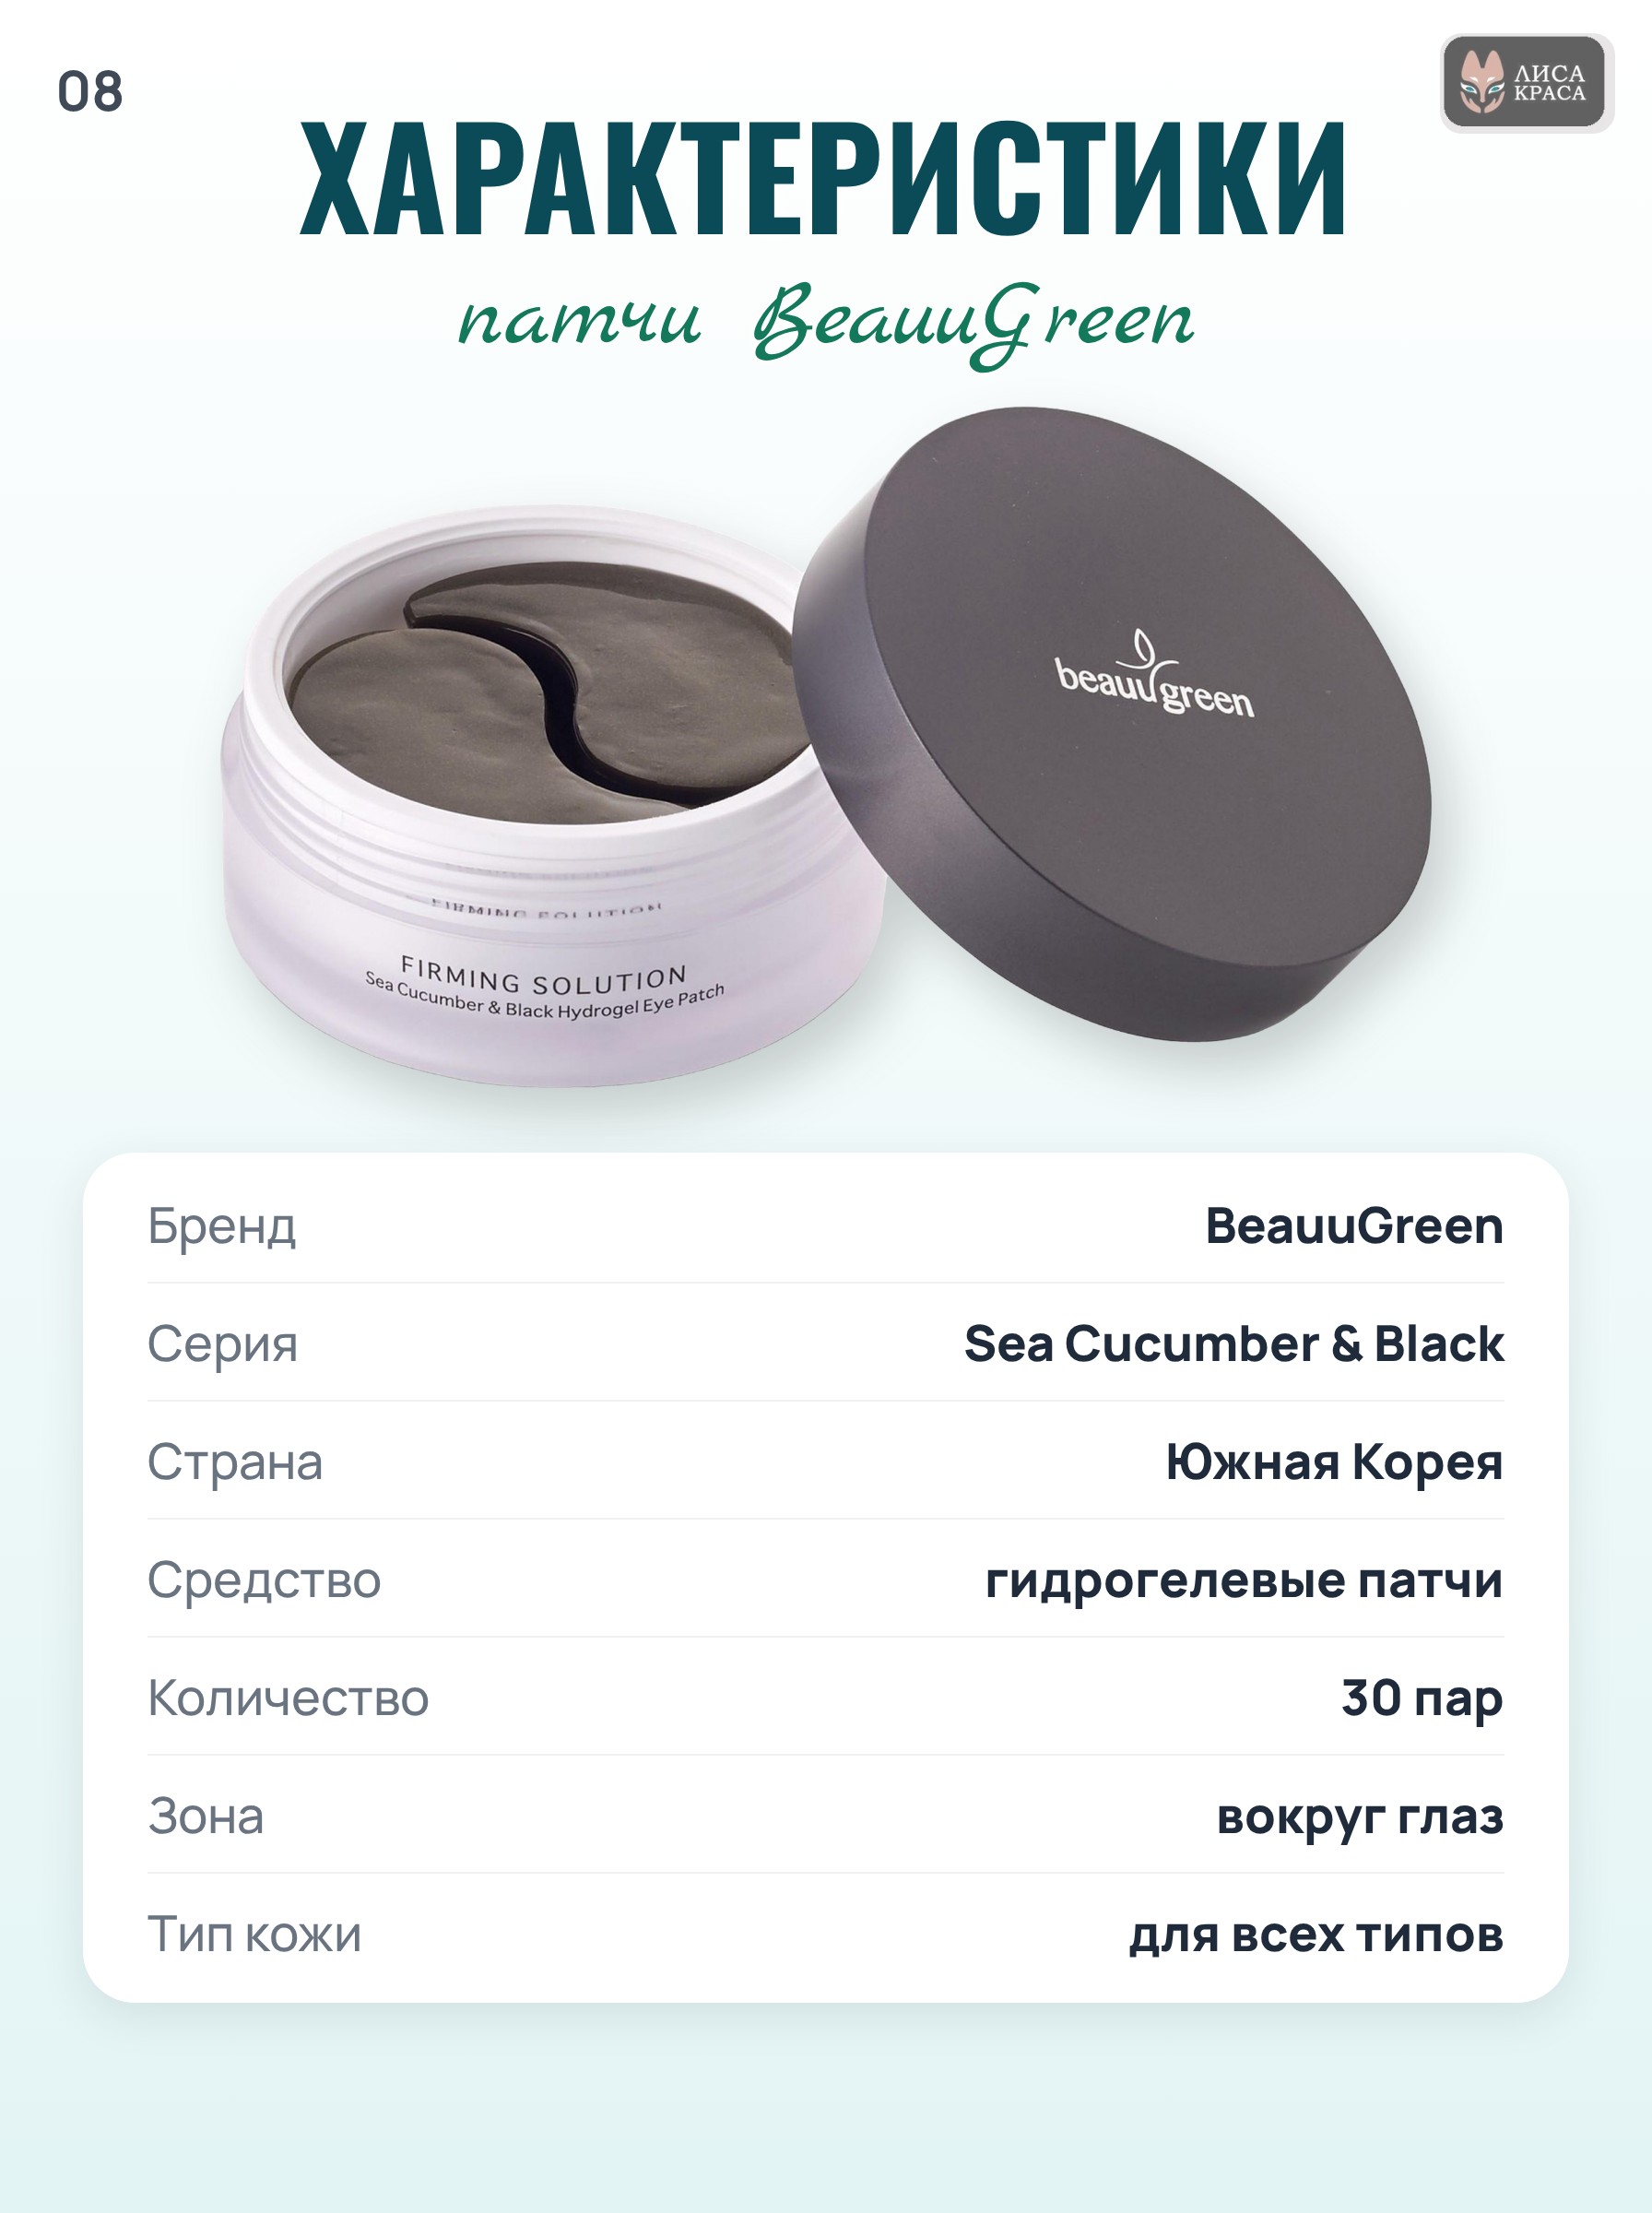 08
ЛИСА
КРАСА
ХАРАКТЕРИСТИКИ
патчи BeauuGreen
beauugreen
FIRMING SOLUTION
FIRMING SOLUTION
Sea Cucumber & Black Hydrogel Eye Patch
Бренд BeauuGreen
Серия Sea Cucumber & Black
Страна Южная Корея
Средство гидрогелевые патчи
Количество 30 пар
Зона вокруг глаз
Тип кожи для всех типов